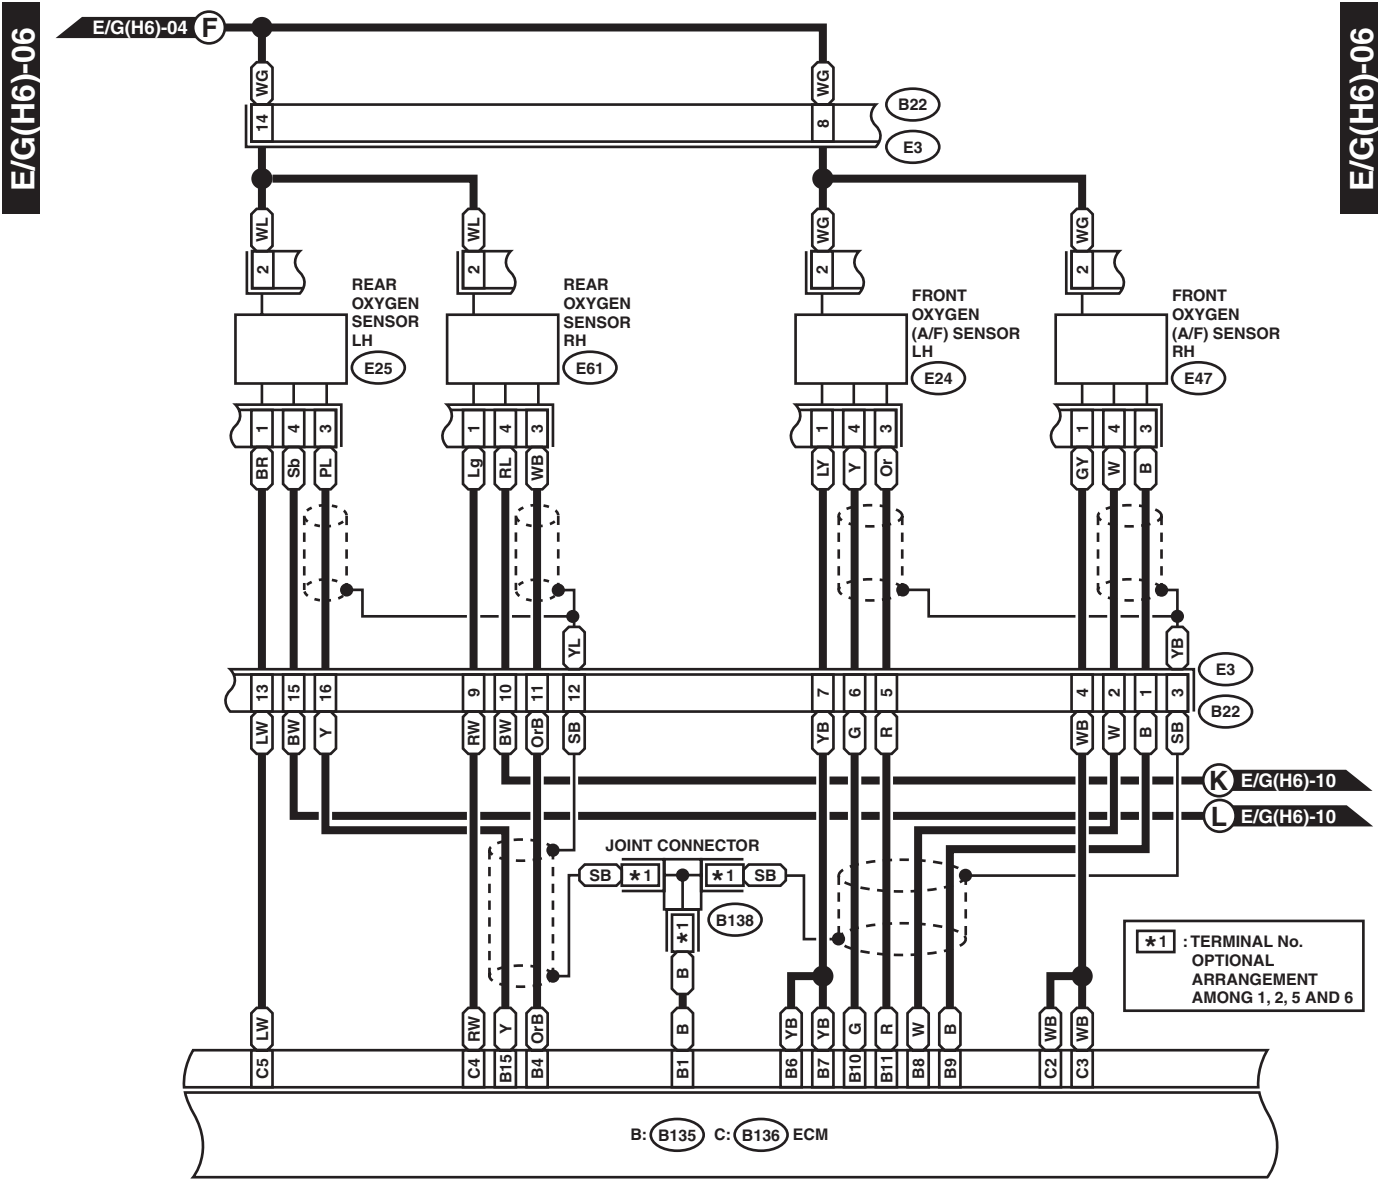 E/G(H6)-06
E/G(H6)-06
E/G(H6)-04 F
WG WG
14 8
B22
E3
WL WL WG WG
2 2 2 2
REAR
OXYGEN
SENSOR
LH
E25
REAR
OXYGEN
SENSOR
RH
E61
FRONT
OXYGEN
(A/F) SENSOR
LH
E24
FRONT
OXYGEN
(A/F) SENSOR
RH
E47
1 4 3 1 4 3 1 4 3 1 4 3
BR Sb PL Lg RL WB LY Y Or GY W B
YL YB
E3
13 15 16 9 10 11 12 7 6 5 4 2 1 3
B22
LW BW Y RW BW OrB SB YB G R WB W B SB
K E/G(H6)-10
L E/G(H6)-10
JOINT CONNECTOR
SB *1 *1 SB
B138
*1
B
*1 : TERMINAL No.
OPTIONAL
ARRANGEMENT
AMONG 1, 2, 5 AND 6
LW RW Y OrB B YB YB G R W B WB WB
C5 C4 B15 B4 B1 B6 B7 B10 B11 B8 B9 C2 C3
B: B135 C: B136 ECM